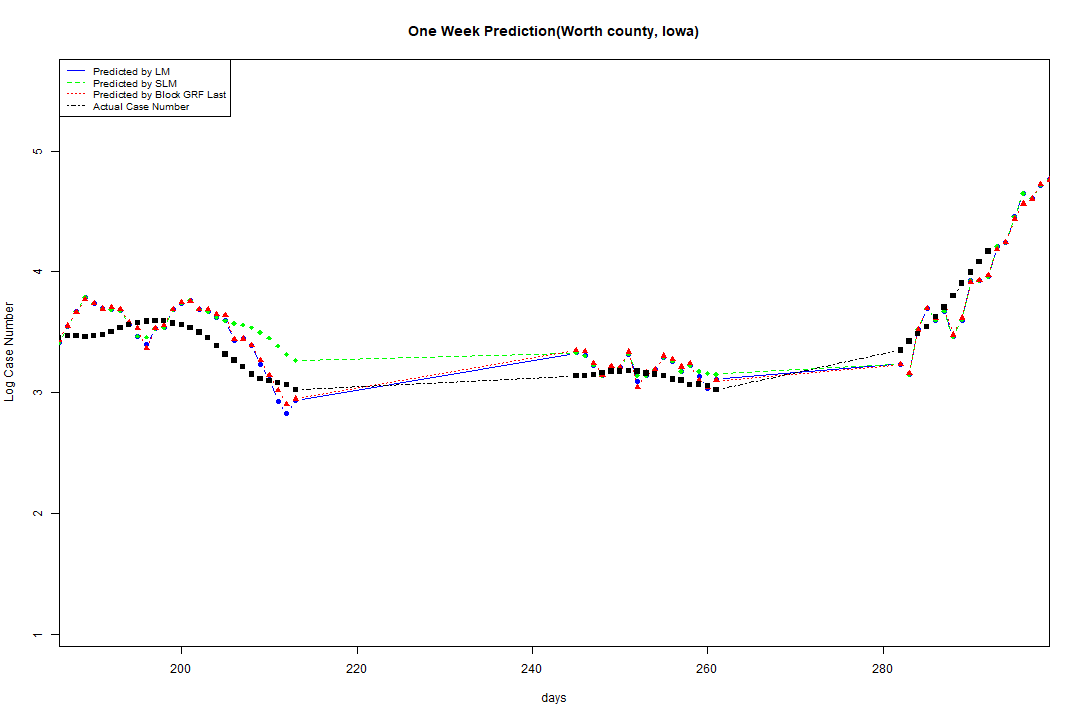 One Week Prediction(Worth county, Iowa)
Predicted by LM
Predicted by SLM
Predicted by Block GRF Last
Actual Case Number
Log Case Number
5
4
3
2
1
200 220 240 260 280
days